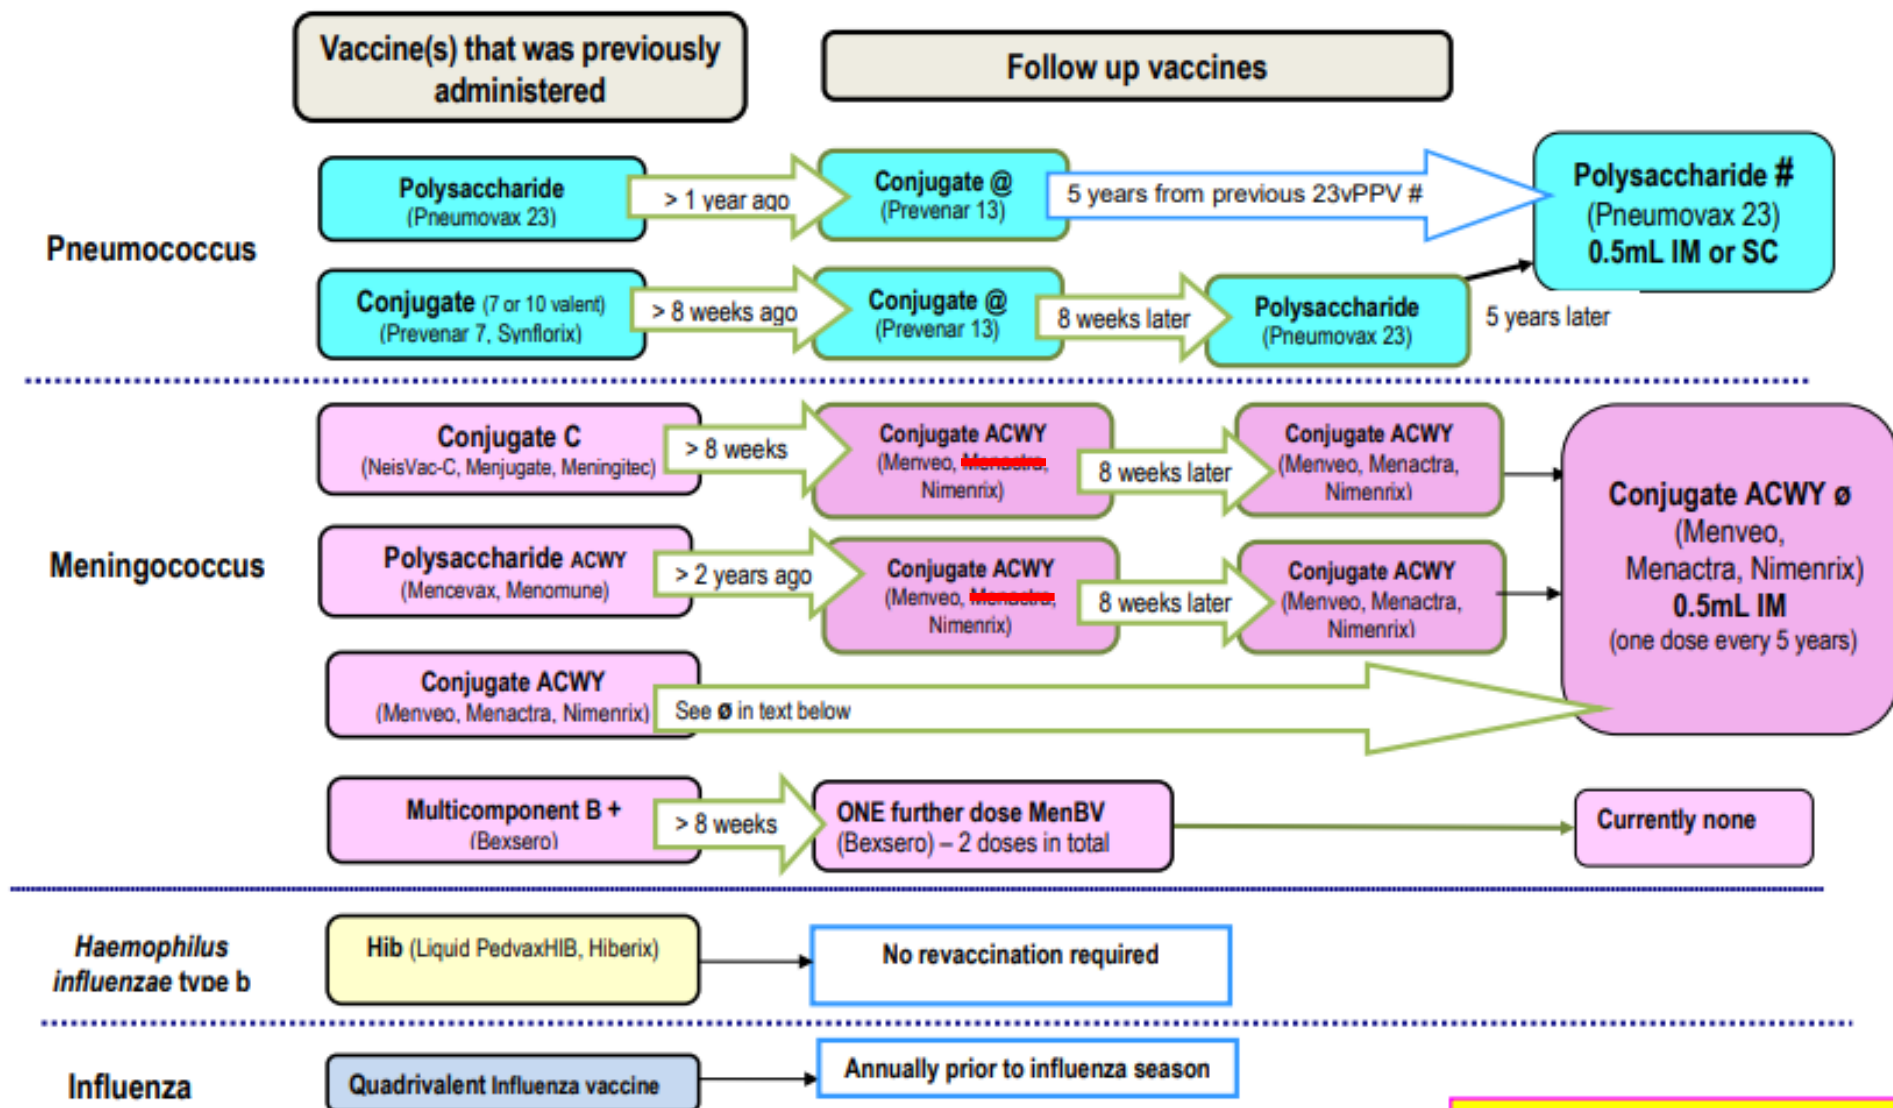 Vaccine(s) that was previously
administered
Follow up vaccines
Pneumococcus
Polysaccharide
(Pneumovax 23)
> 1 year ago
Conjugate @
(Prevenar 13)
5 years from previous 23vPPV #
Polysaccharide #
(Pneumovax 23)
0.5mL IM or SC
Conjugate (7 or 10 valent)
(Prevenar 7, Synflorix)
> 8 weeks ago
Conjugate @
(Prevenar 13)
8 weeks later
Polysaccharide
(Pneumovax 23)
5 years later
Meningococcus
Conjugate C
(NeisVac-C, Menjugate, Meningitec)
> 8 weeks
Conjugate ACWY
(Menveo, Menactra,
Nimenrix)
8 weeks later
Conjugate ACWY
(Menveo, Menactra,
Nimenrix)
Polysaccharide ACWY
(Mencevax, Menomune)
> 2 years ago
Conjugate ACWY
(Menveo, Menactra,
Nimenrix)
8 weeks later
Conjugate ACWY
(Menveo, Menactra,
Nimenrix)
Conjugate ACWY ø
(Menveo,
Menactra, Nimenrix)
0.5mL IM
(one dose every 5 years)
Conjugate ACWY
(Menveo, Menactra, Nimenrix)
See ø in text below
Multicomponent B +
(Bexsero)
> 8 weeks
ONE further dose MenBV
(Bexsero) – 2 doses in total
Currently none
Haemophilus
influenzae type b
Hib (Liquid PedvaxHIB, Hiberix)
No revaccination required
Influenza
Quadrivalent Influenza vaccine
Annually prior to influenza season